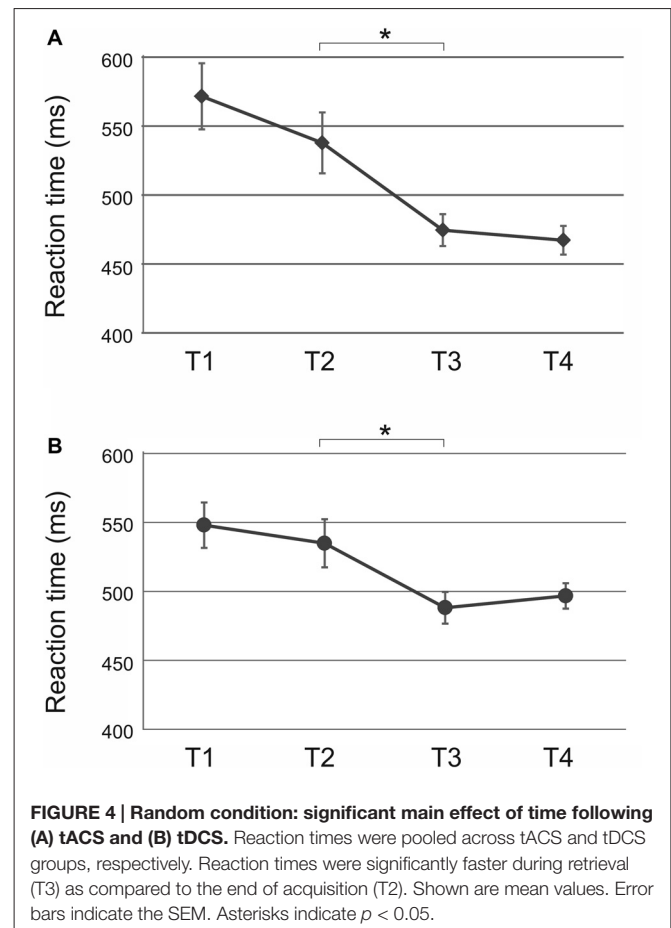 A
*
600
550
500
450
400
Reaction time (ms)
T1 T2 T3 T4
B
*
600
550
500
450
400
Reaction time (ms)
T1 T2 T3 T4
FIGURE 4 | Random condition: significant main effect of time following
(A) tACS and (B) tDCS. Reaction times were pooled across tACS and tDCS
groups, respectively. Reaction times were significantly faster during retrieval
(T3) as compared to the end of acquisition (T2). Shown are mean values. Error
bars indicate the SEM. Asterisks indicate p < 0.05.